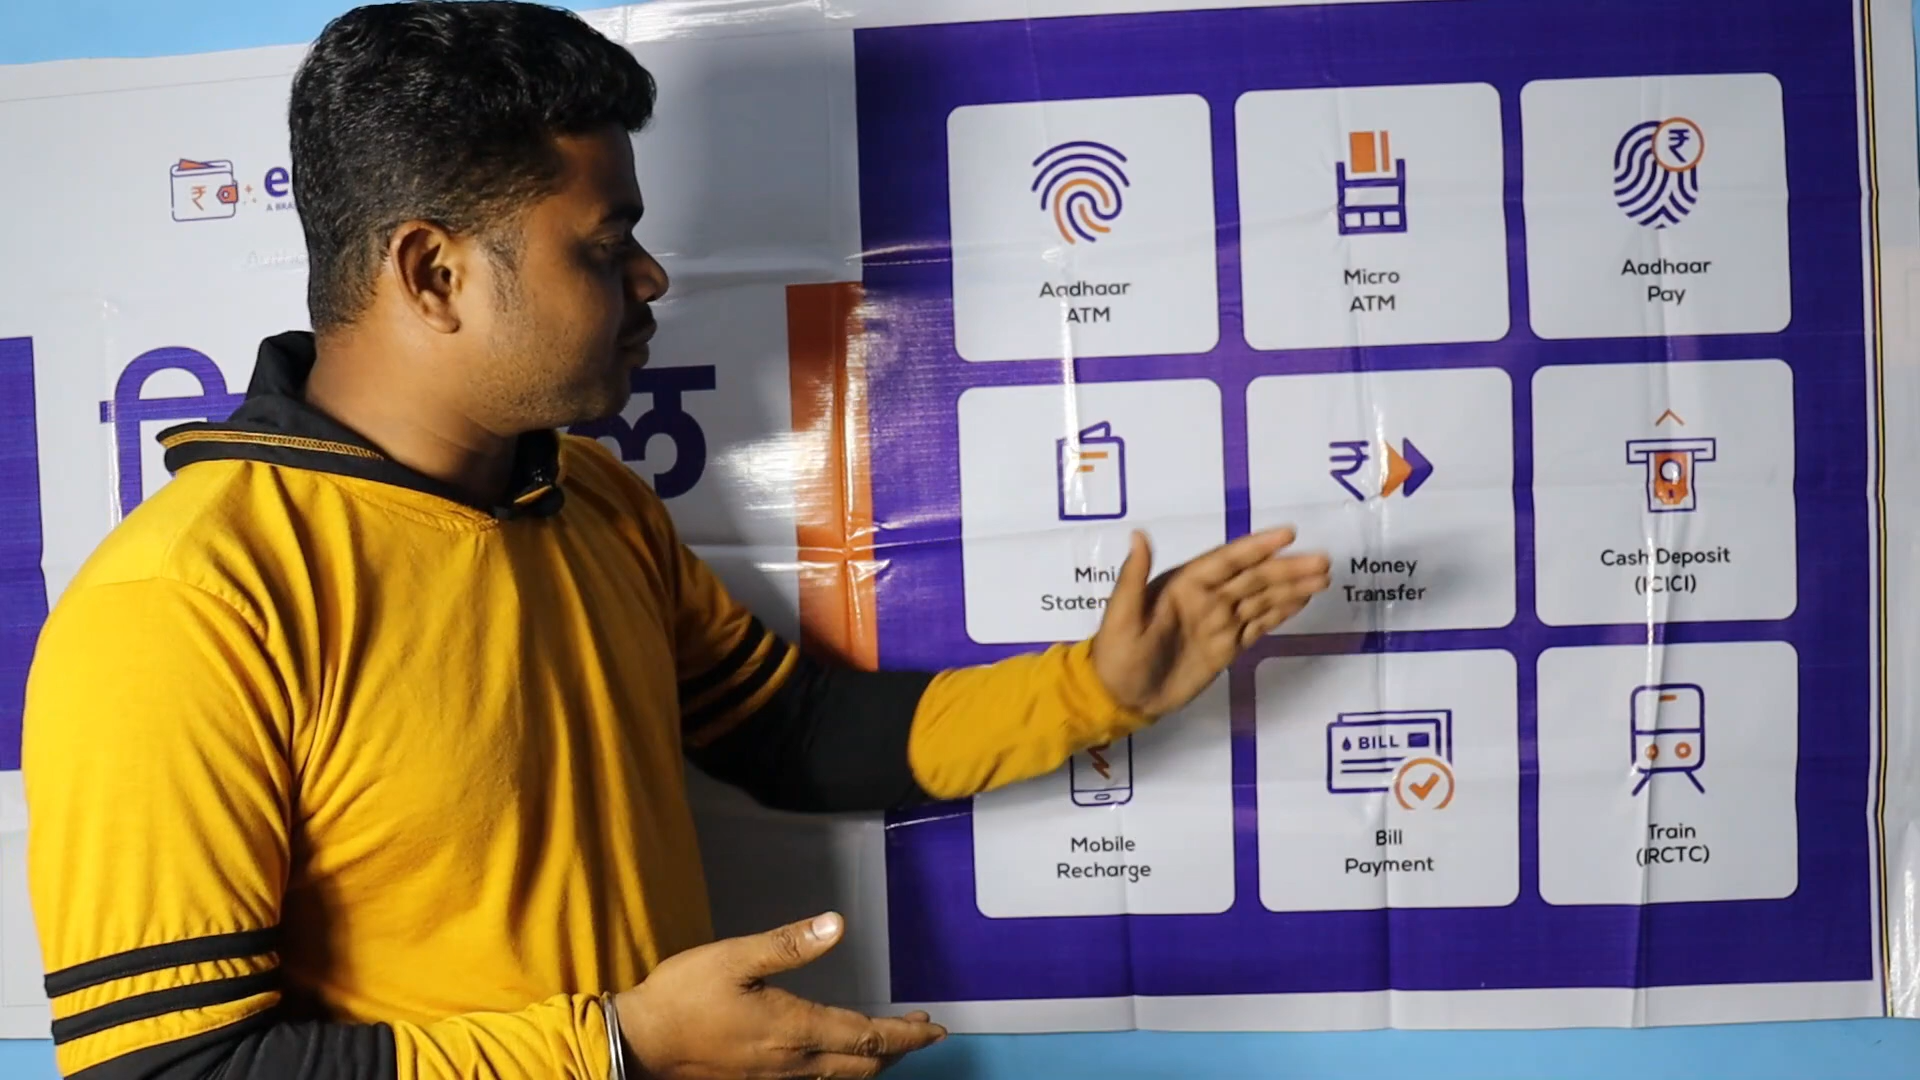 Aadhaar
ATM
Micro
ATM
Aadhaar
Pay
Mini
Money
Transfer
Cash Deposit
(ICICI)
Mobile
Recharge
BILL
Bill
Payment
Train
(IRCTC)